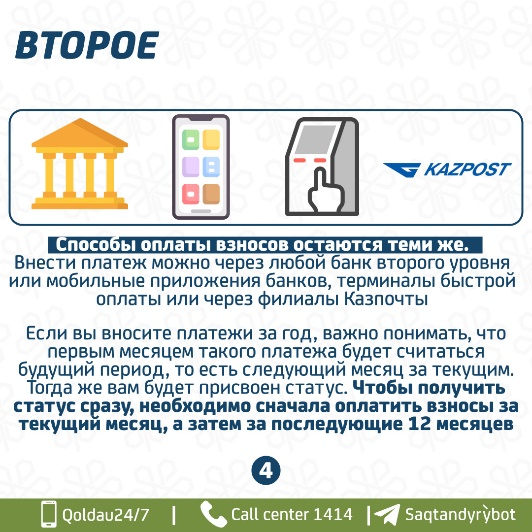 ВТОРОЕ
KAZPOST
Способы оплаты взносов остаются теми же.
Внести платеж можно через любой банк второго уровня
или мобильные приложения банков, терминалы быстрой
оплаты или через филиалы Казпочты
Если вы вносите платежи за год, важно понимать, что
первым месяцем такого платежа будет считаться
будущий период, то есть следующий месяц за текущим.
Тогда же вам будет присвоен статус. Чтобы получить
статус сразу, необходимо сначала оплатить взносы за
текущий месяц, а затем за последующие 12 месяцев
4
Qoldau24/7 | Call center 1414 | Saqtandyrýbot